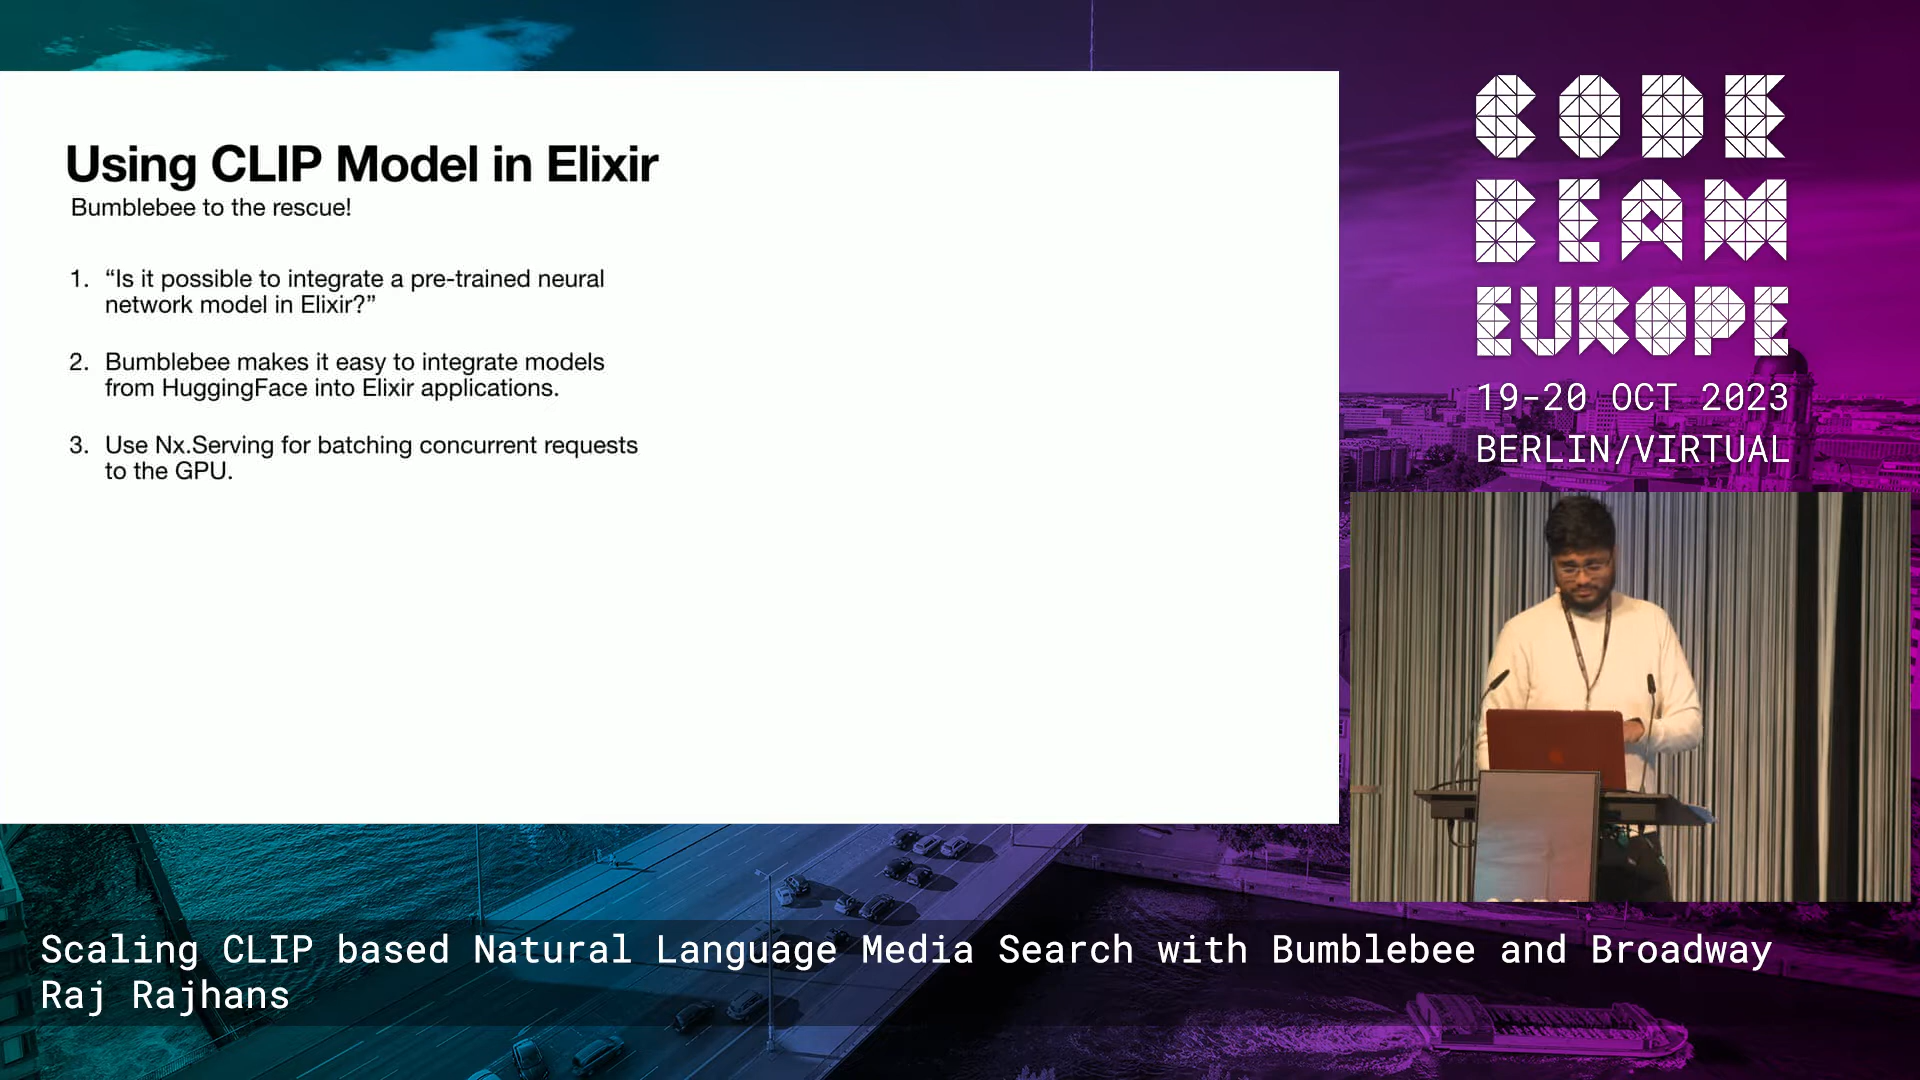 Using CLIP Model in Elixir
Bumblebee to the rescue!
1. “Is it possible to integrate a pre-trained neural
network model in Elixir?”
2. Bumblebee makes it easy to integrate models
from HuggingFace into Elixir applications.
3. Use Nx.Serving for batching concurrent requests
to the GPU.
CODE
BEAM
EUROPE
19-20 OCT 2023
BERLIN/VIRTUAL
Scaling CLIP based Natural Language Media Search with Bumblebee and Broadway
Raj Rajhans